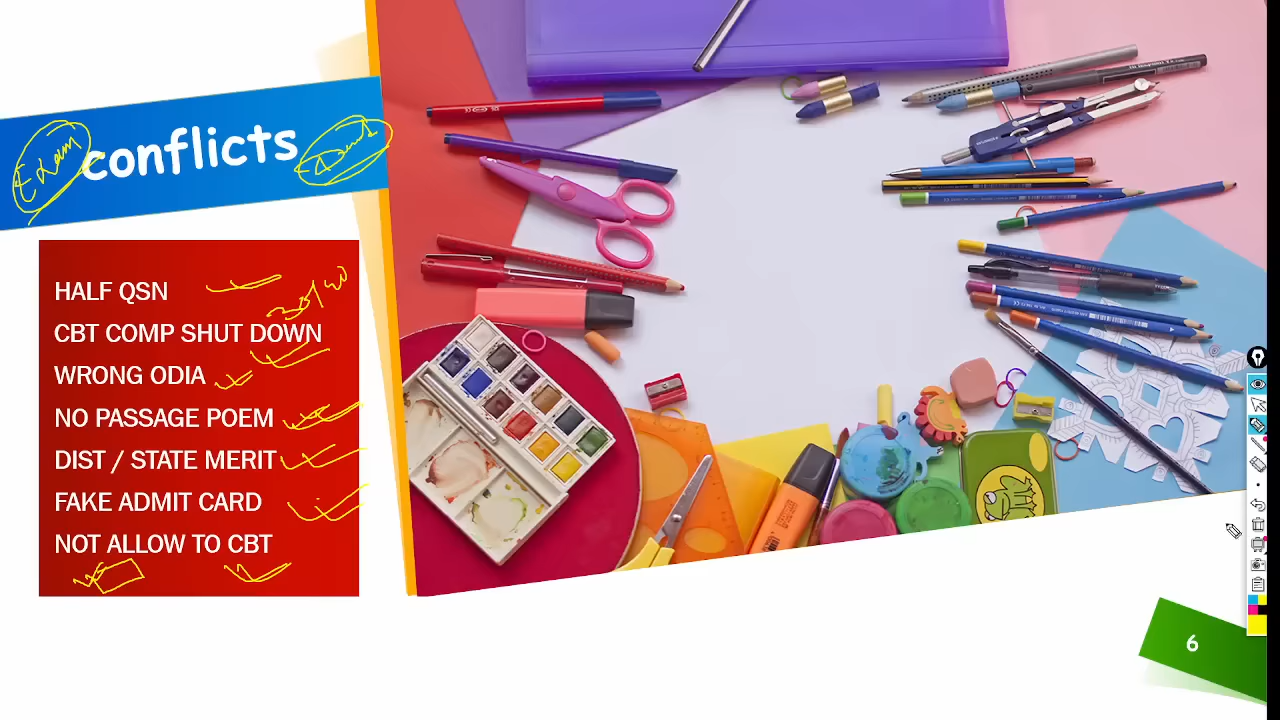 Exam conflicts
HALF QSN
CBT COMP SHUT DOWN
WRONG ODIA
NO PASSAGE POEM
DIST / STATE MERIT
FAKE ADMIT CARD
NOT ALLOW TO CBT
6